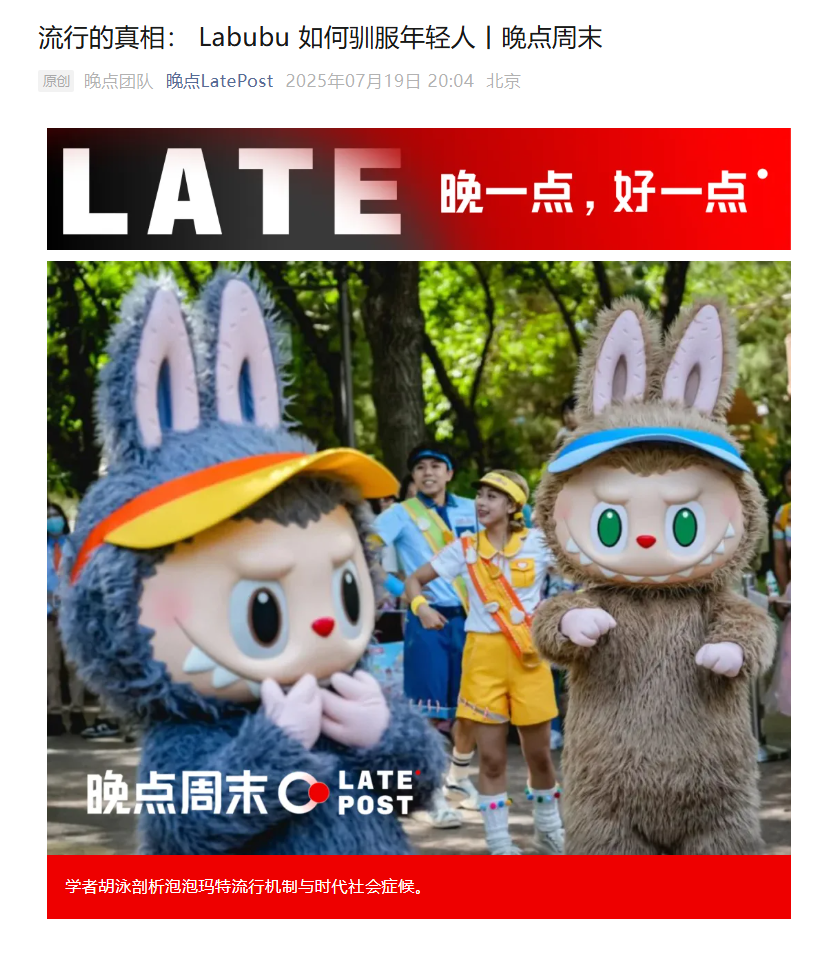 流行的真相： Labubu 如何驯服年轻人丨晚点周末
原创 晚点团队 晚点LatePost 2025年07月19日 20:04 北京
LATE 晚一点，好一点
晚点周末 LATE POST
学者胡泳剖析泡泡玛特流行机制与时代社会症候。